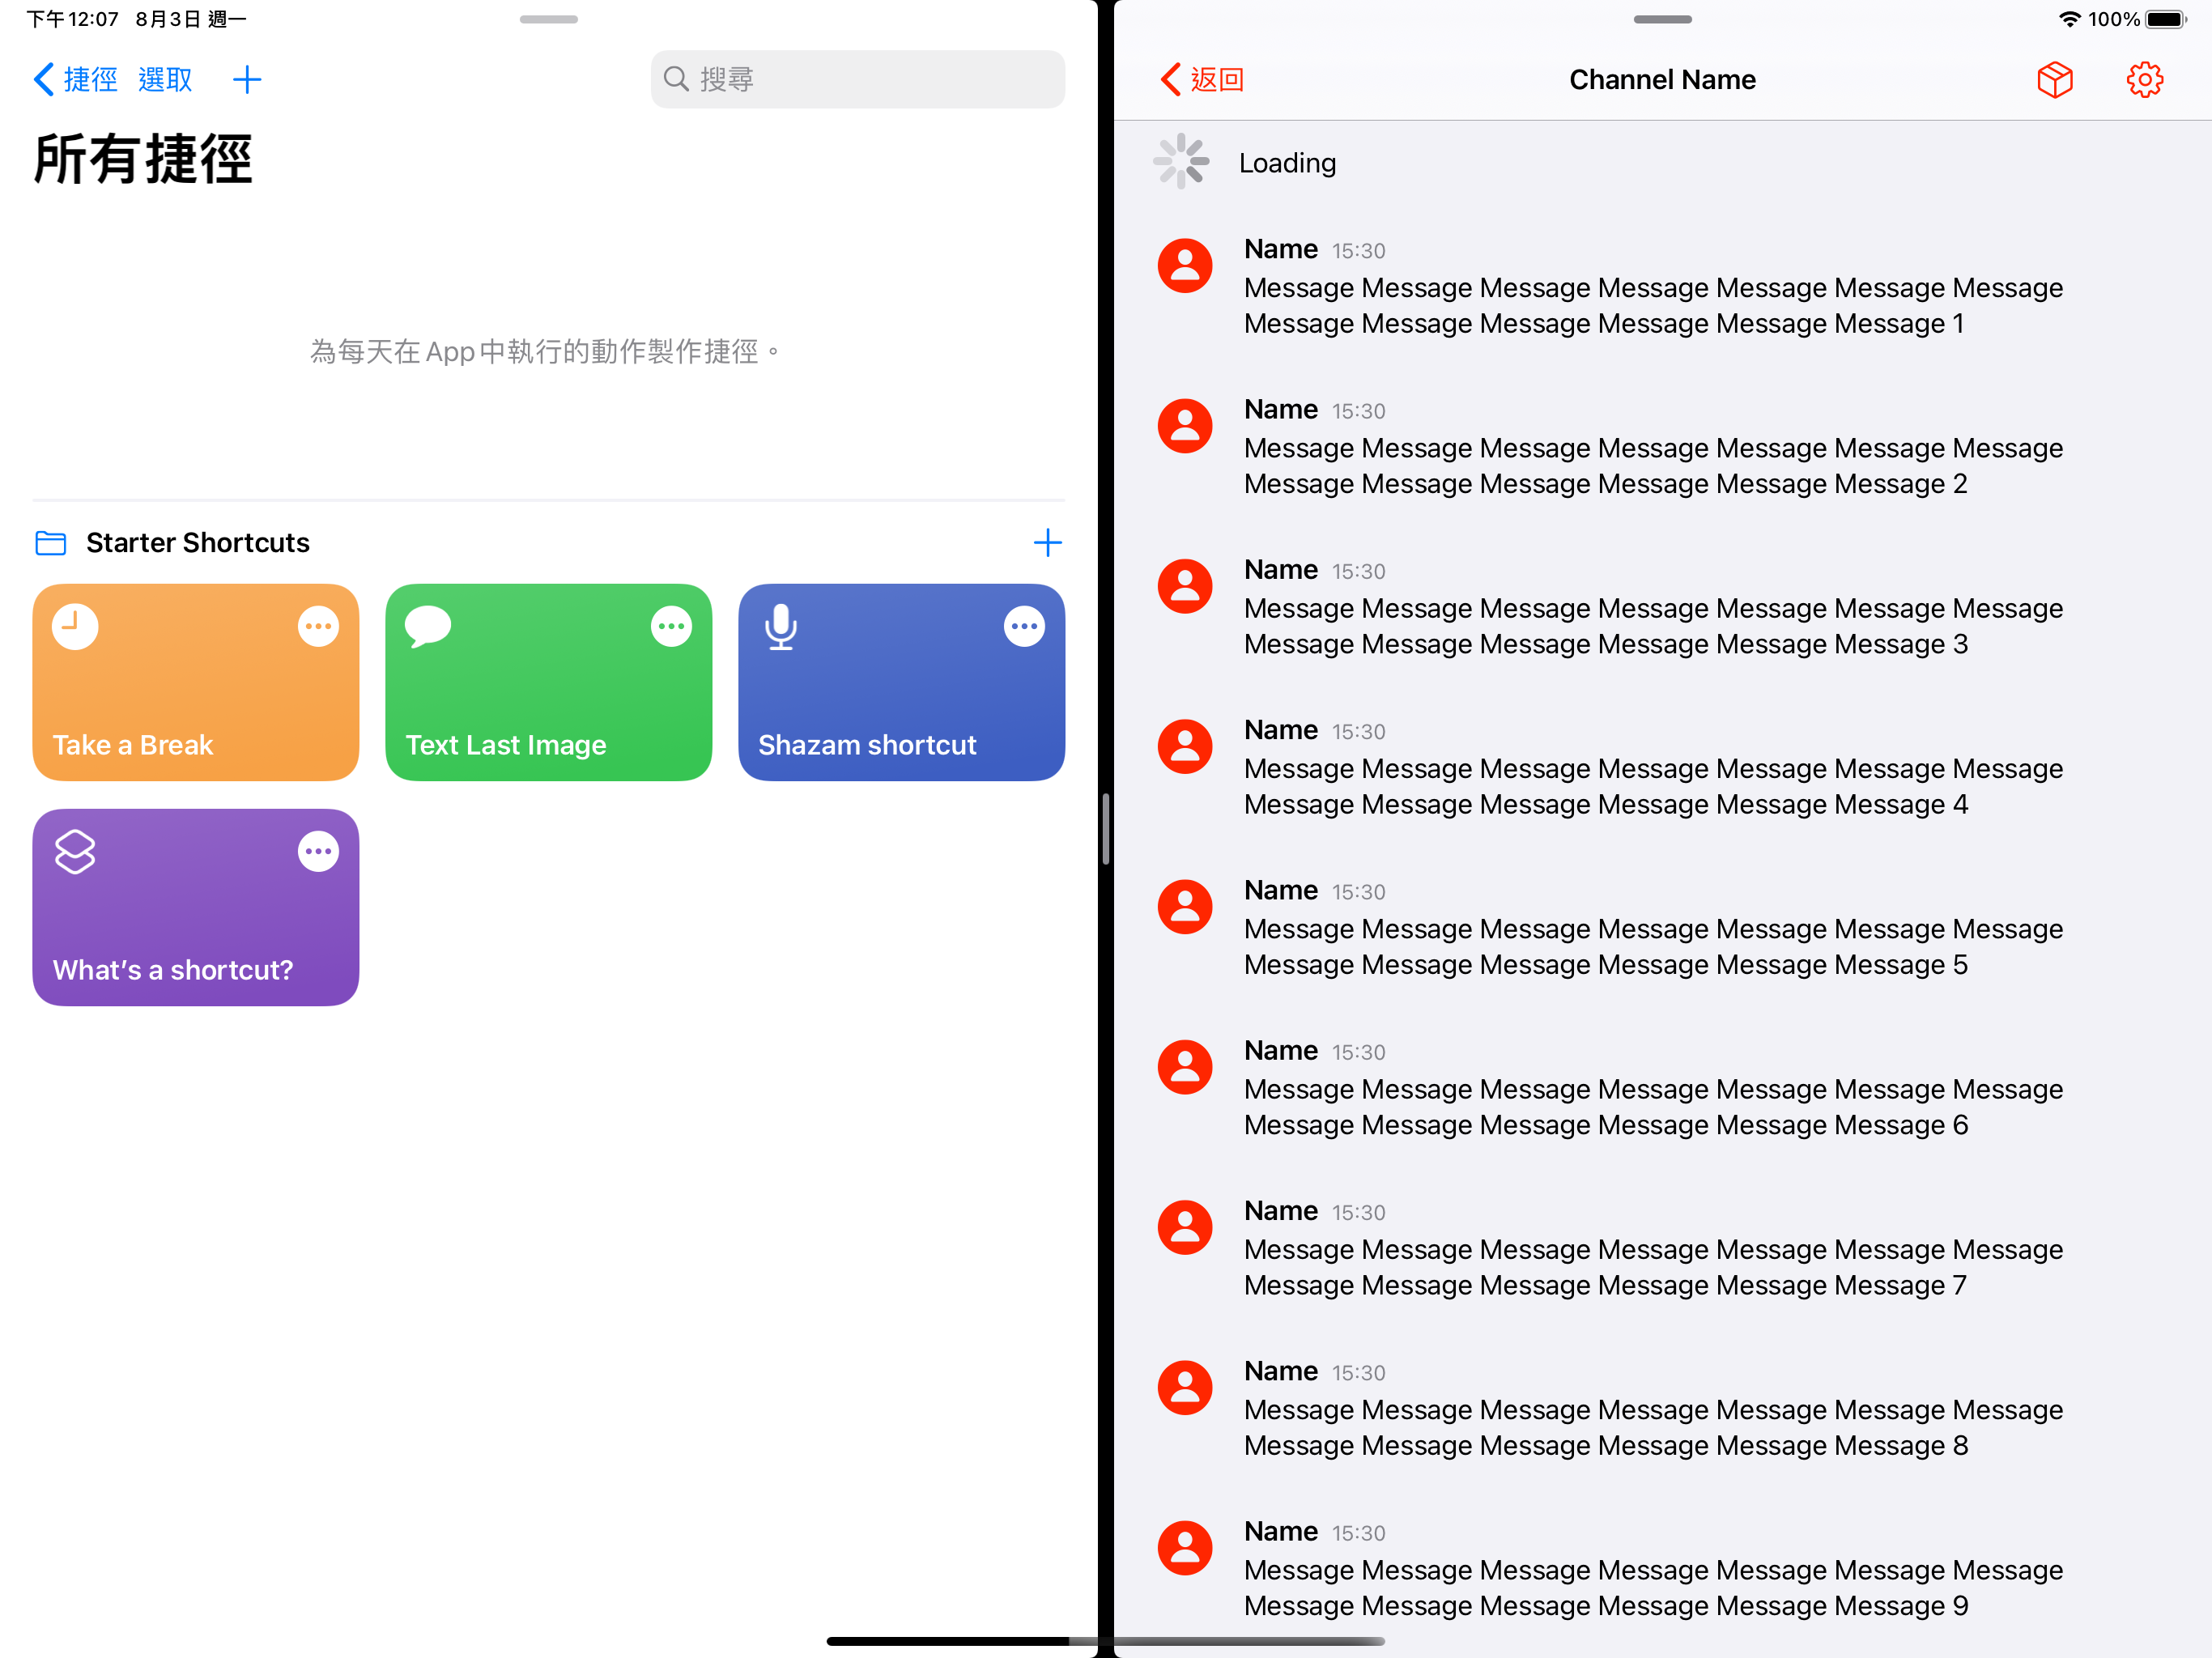 下午12:07 8月3日 週一
捷徑 選取
搜尋
所有捷徑
為每天在 App 中執行的動作製作捷徑。
Starter Shortcuts
Take a Break
Text Last Image
Shazam shortcut
What's a shortcut?
100%
返回
Channel Name
Loading
Name 15:30
Message Message Message Message Message Message Message
Message Message Message Message Message Message 1
Name 15:30
Message Message Message Message Message Message Message
Message Message Message Message Message Message 2
Name 15:30
Message Message Message Message Message Message Message
Message Message Message Message Message Message 3
Name 15:30
Message Message Message Message Message Message Message
Message Message Message Message Message Message 4
Name 15:30
Message Message Message Message Message Message Message
Message Message Message Message Message Message 5
Name 15:30
Message Message Message Message Message Message Message
Message Message Message Message Message Message 6
Name 15:30
Message Message Message Message Message Message Message
Message Message Message Message Message Message 7
Name 15:30
Message Message Message Message Message Message Message
Message Message Message Message Message Message 8
Name 15:30
Message Message Message Message Message Message Message
Message Message Message Message Message Message 9